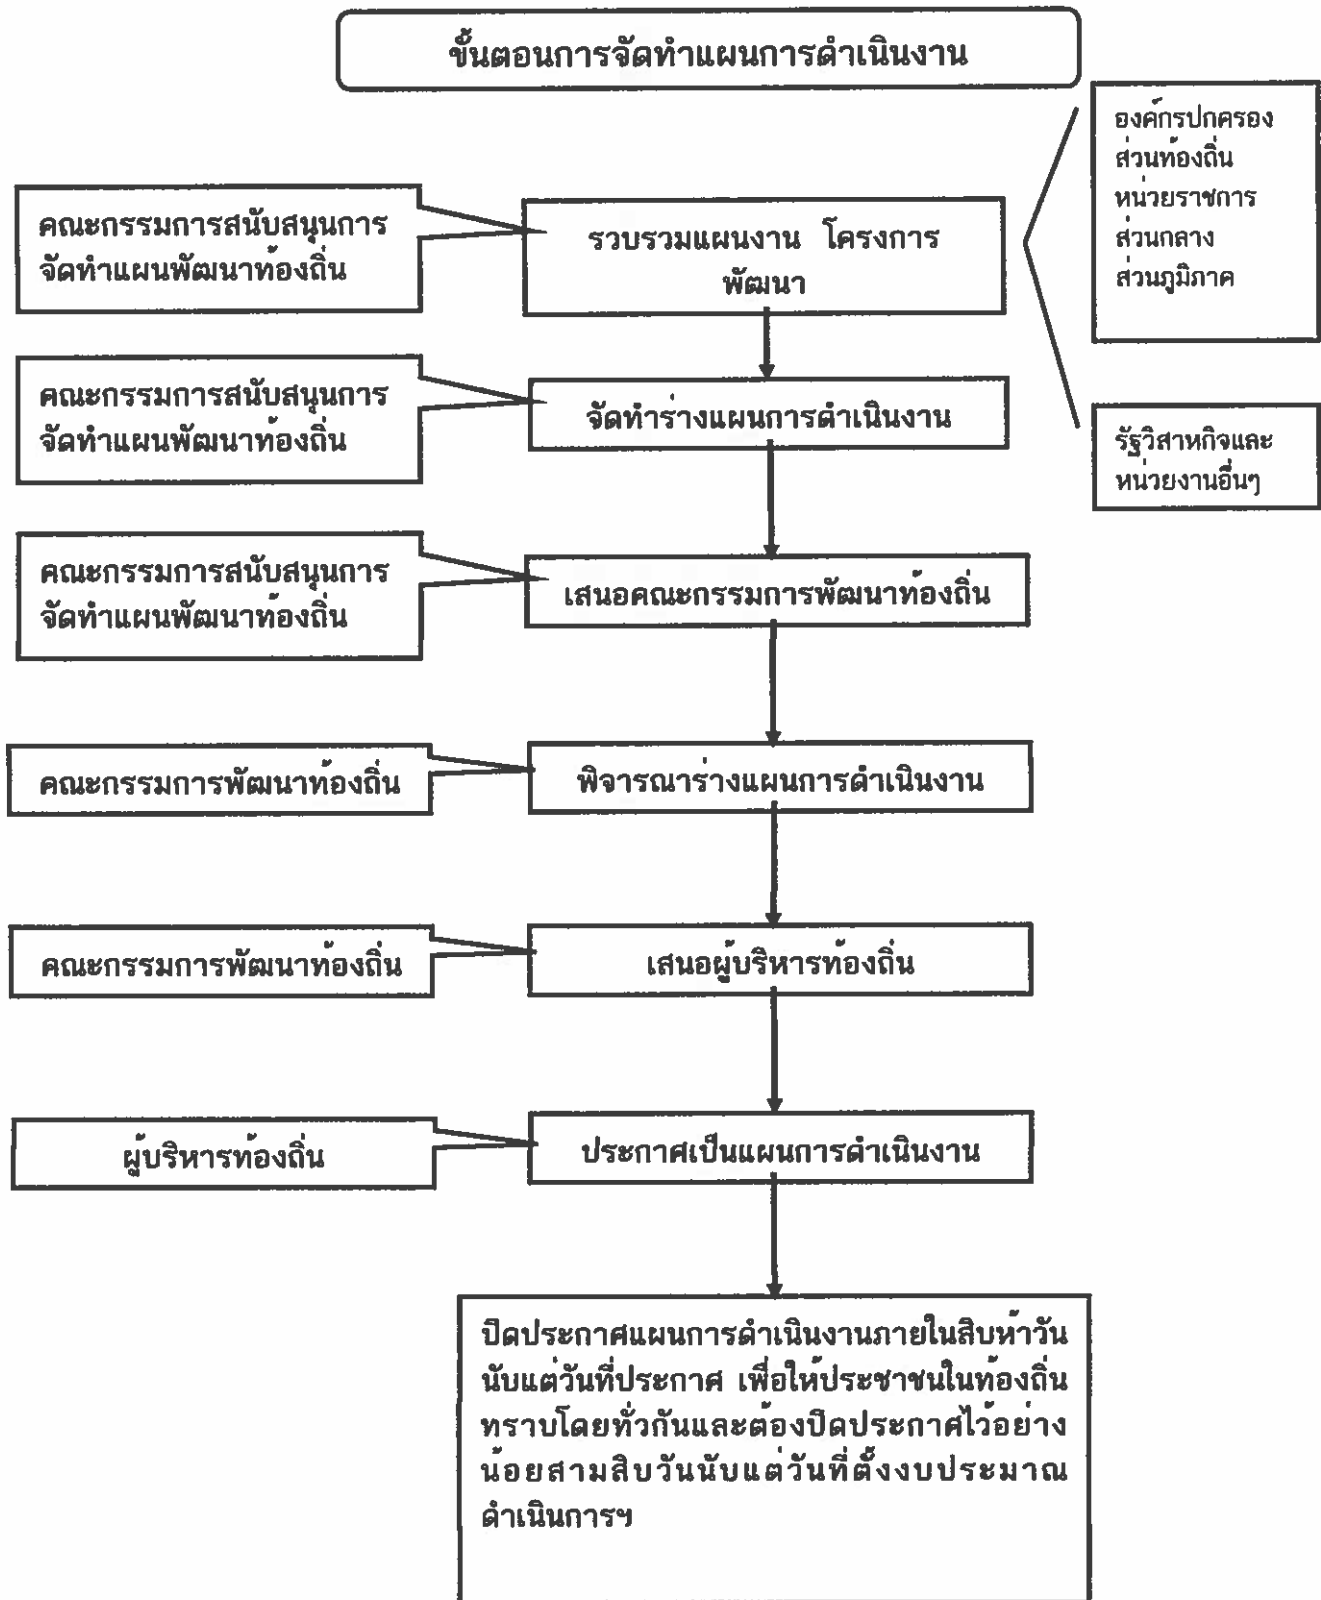 ขั้นตอนการจัดทำแผนการดำเนินงาน
องค์กรปกครอง
ส่วนท้องถิ่น
หน่วยราชการ
ส่วนกลาง
ส่วนภูมิภาค
คณะกรรมการสนับสนุนการ
จัดทำแผนพัฒนาท้องถิ่น
รวบรวมแผนงาน โครงการ
พัฒนา
คณะกรรมการสนับสนุนการ
จัดทำแผนพัฒนาท้องถิ่น
จัดทำร่างแผนการดำเนินงาน
รัฐวิสาหกิจและ
หน่วยงานอื่นๆ
คณะกรรมการสนับสนุนการ
จัดทำแผนพัฒนาท้องถิ่น
เสนอคณะกรรมการพัฒนาท้องถิ่น
คณะกรรมการพัฒนาท้องถิ่น
พิจารณาร่างแผนการดำเนินงาน
คณะกรรมการพัฒนาท้องถิ่น
เสนอผู้บริหารท้องถิ่น
ผู้บริหารท้องถิ่น
ประกาศเป็นแผนการดำเนินงาน
ปิดประกาศแผนการดำเนินงานภายในสิบห้าวัน
นับแต่วันที่ประกาศ เพื่อให้ประชาชนในท้องถิ่น
ทราบโดยทั่วกันและต้องปิดประกาศไว้อย่าง
น้อยสามสิบวันนับแต่วันที่ตั้งงบประมาณ
ดำเนินการฯ